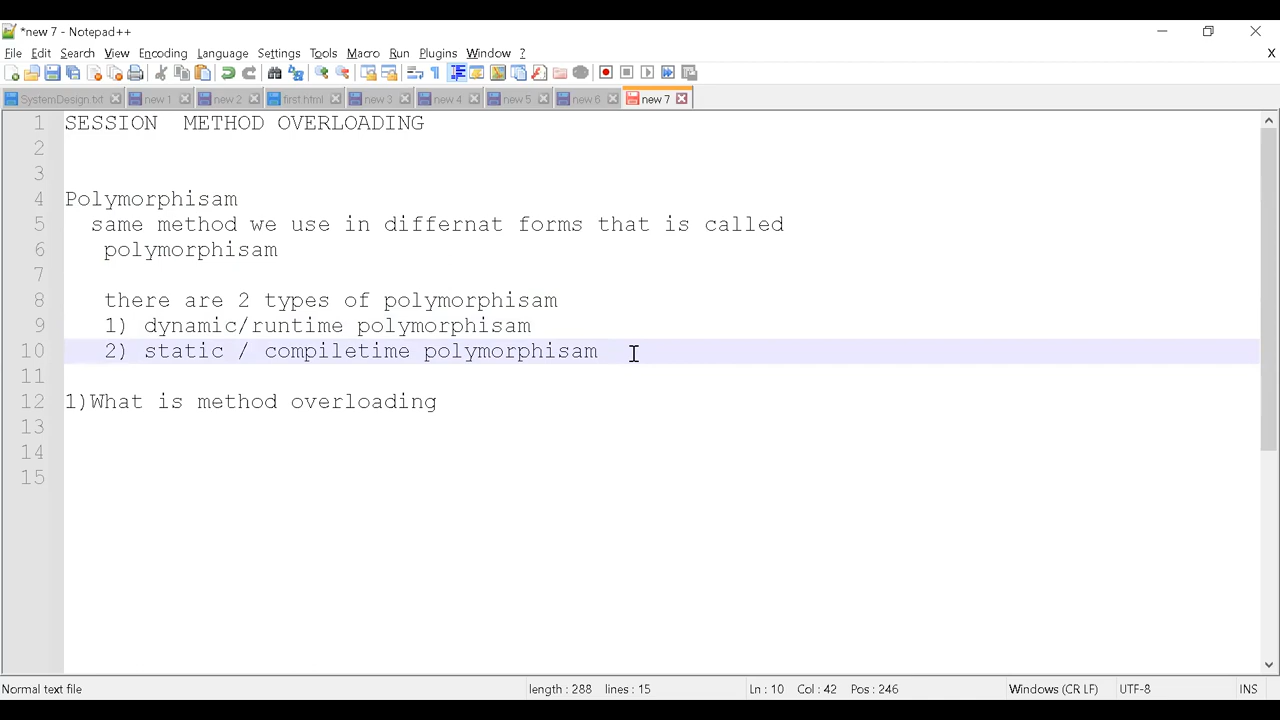 *new 7 - Notepad++
File Edit Search View Encoding Language Settings Tools Macro Run Plugins Window ? X
SystemDesign.txt new 1 new 2 first.html new 3 new 4 new 5 new 6 new 7
1 SESSION METHOD OVERLOADING
2
3
4 Polymorphisam
5 same method we use in differnat forms that is called
6 polymorphisam
7
8 there are 2 types of polymorphisam
9 1) dynamic/runtime polymorphisam
10 2) static / compiletime polymorphisam
11
12 1)What is method overloading
13
14
15
Normal text file length : 288 lines : 15 Ln : 10 Col : 42 Pos : 246 Windows (CR LF) UTF-8 INS